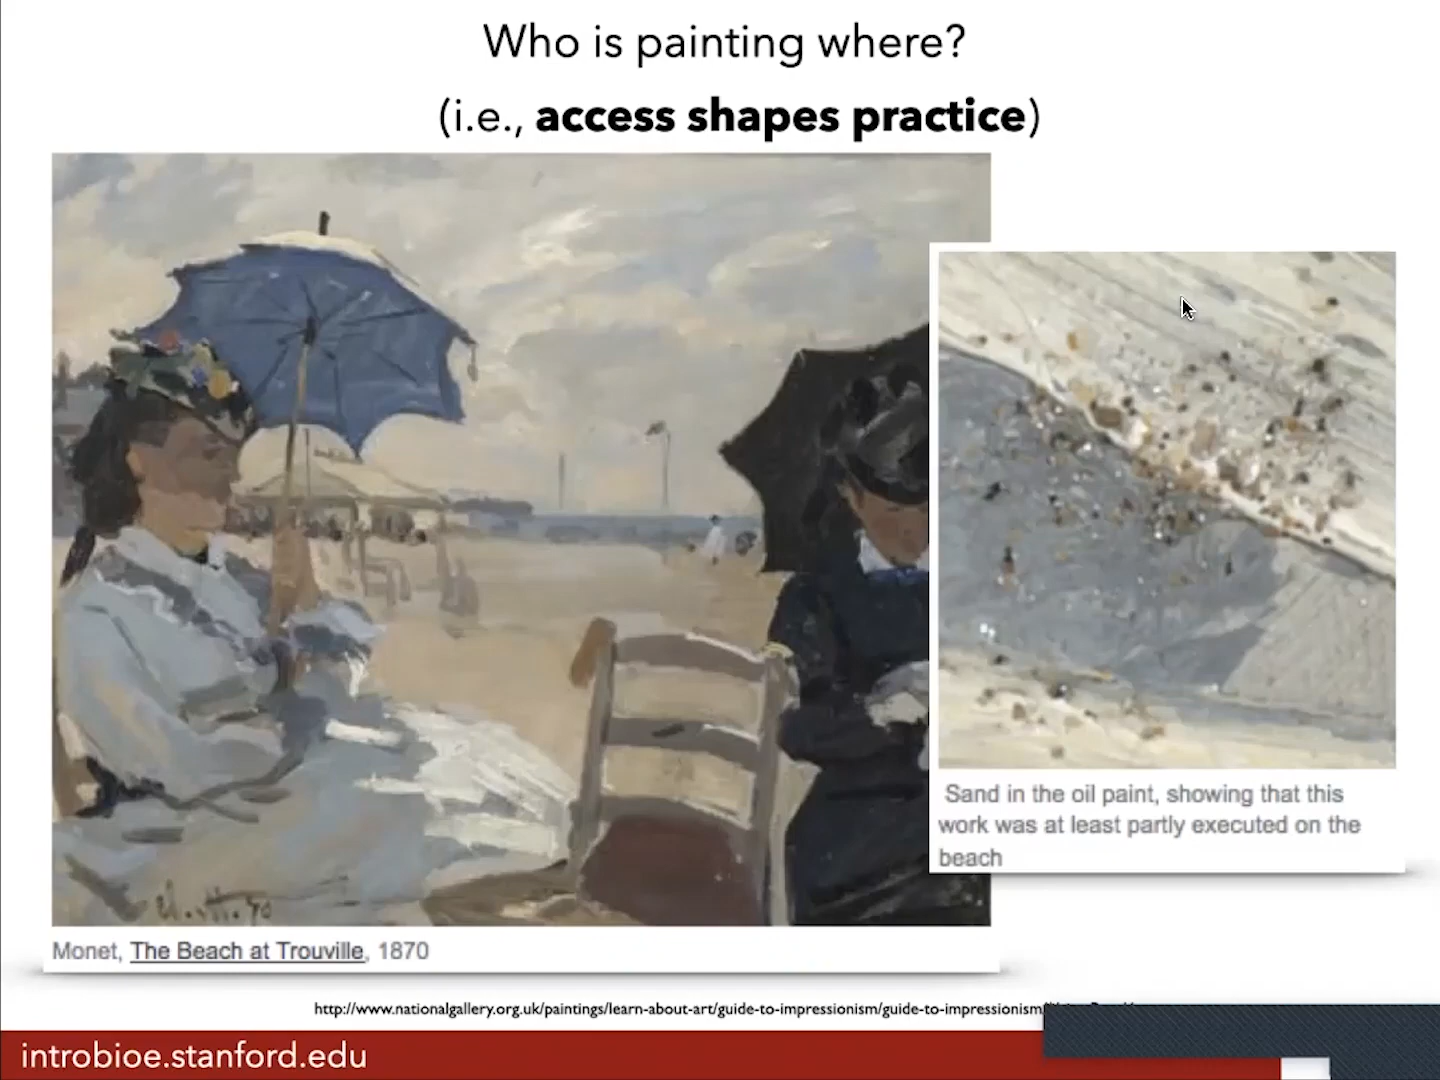 Who is painting where?
(i.e., access shapes practice)
Sand in the oil paint, showing that this
work was at least partly executed on the
beach
Monet, The Beach at Trouville, 1870
http://www.nationalgallery.org.uk/paintings/learn-about-art/guide-to-impressionism/guide-to-impressionism
introbioe.stanford.edu